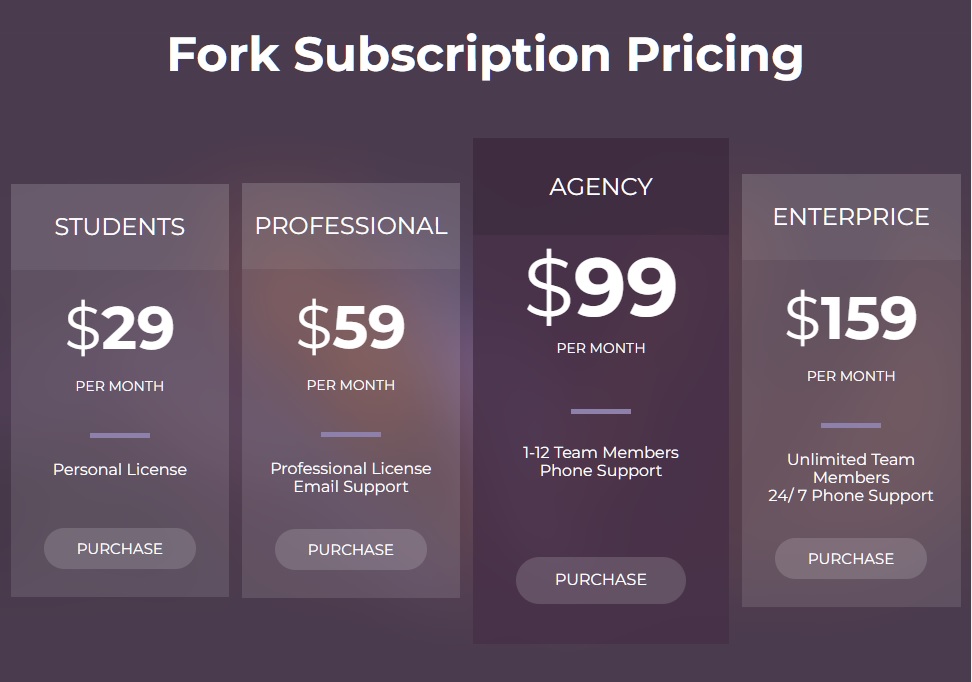 Fork Subscription Pricing
STUDENTS
$29
PER MONTH
Personal License
PURCHASE
PROFESSIONAL
$59
PER MONTH
Professional License
Email Support
PURCHASE
AGENCY
$99
PER MONTH
1-12 Team Members
Phone Support
PURCHASE
ENTERPRICE
$159
PER MONTH
Unlimited Team
Members
24/ 7 Phone Support
PURCHASE